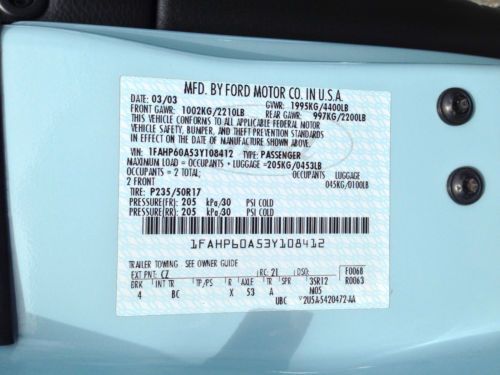 MFD. BY FORD MOTOR CO. IN U.S.A.
DATE: 03/03 GVWR: 1995KG/4400LB
FRONT GAWR: 1002KG/2210LB REAR GAWR: 997KG/2200LB
THIS VEHICLE CONFORMS TO ALL APPLICABLE FEDERAL MOTOR
VEHICLE SAFETY, BUMPER, AND THEFT PREVENTION STANDARDS
IN EFFECT ON THE DATE OF MANUFACTURE SHOWN ABOVE.
VIN: 1FAHP60A53Y108412 TYPE: PASSENGER
MAXIMUM LOAD = OCCUPANTS + LUGGAGE =205KG/0453LB
OCCUPANTS = 2 TOTAL; OCCUPANTS LUGGAGE
2 FRONT 045KG/0100LB
TIRE: P235/50R17
PRESSURE(FR): 205 kPa/30 PSI COLD
PRESSURE(RR): 205 kPa/30 PSI COLD
1FAHP60A53Y108412
TRAILER TOWING SEE OWNER GUIDE
EXT PNT: CZ RC: 21 DSO: F0068
BRK INT TR TP/PS R AXLE TR SPR 35R12 R0063
4 BC X 53 A M05
UBC V2U5A-5420472-AA